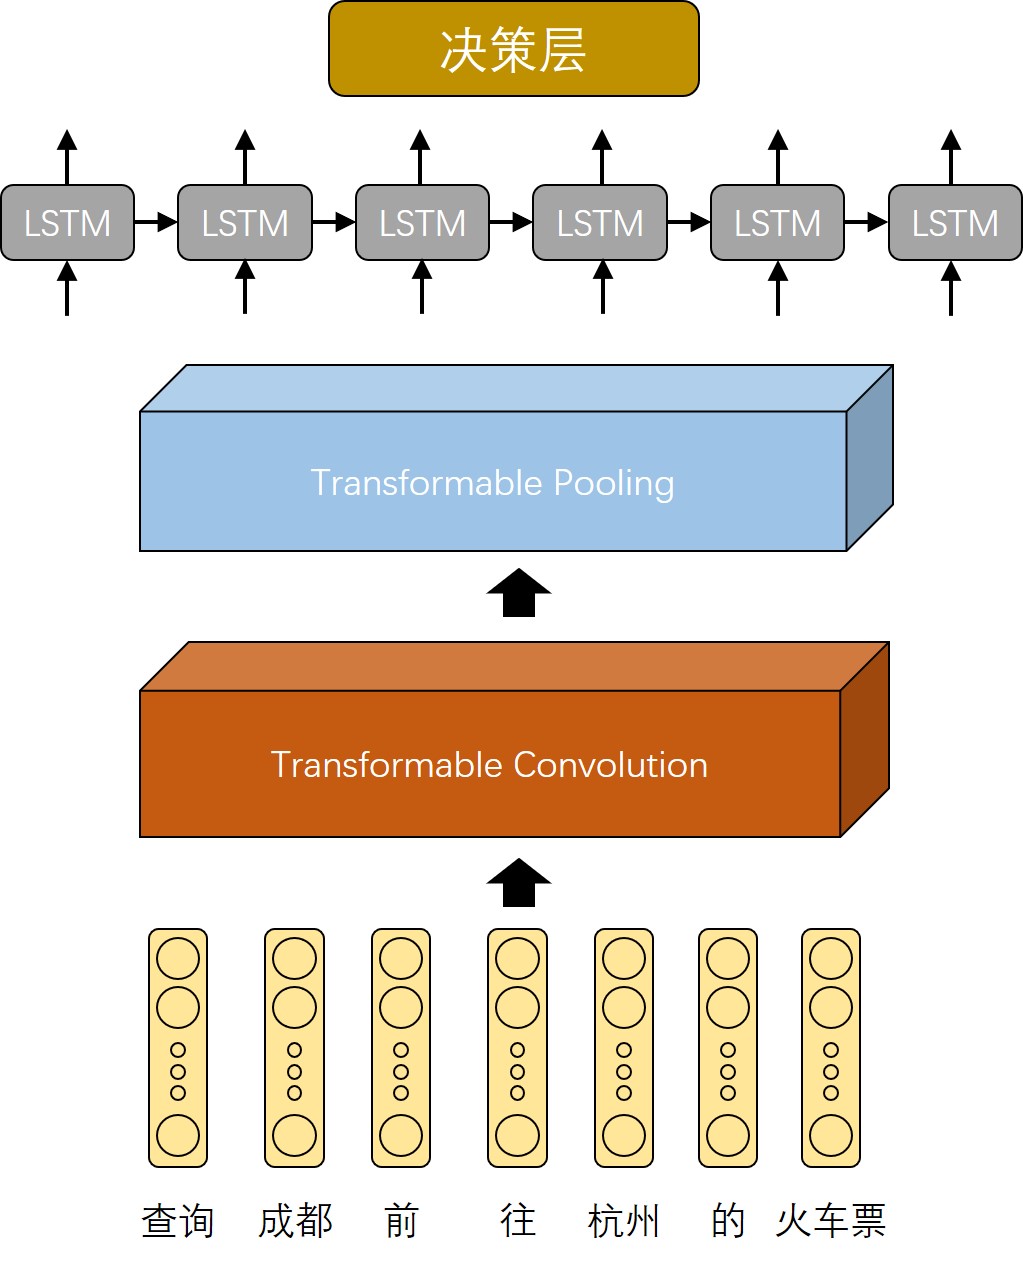 决策层
LSTM LSTM LSTM LSTM LSTM LSTM
Transformable Pooling
Transformable Convolution
查询 成都 前 往 杭州 的 火车票